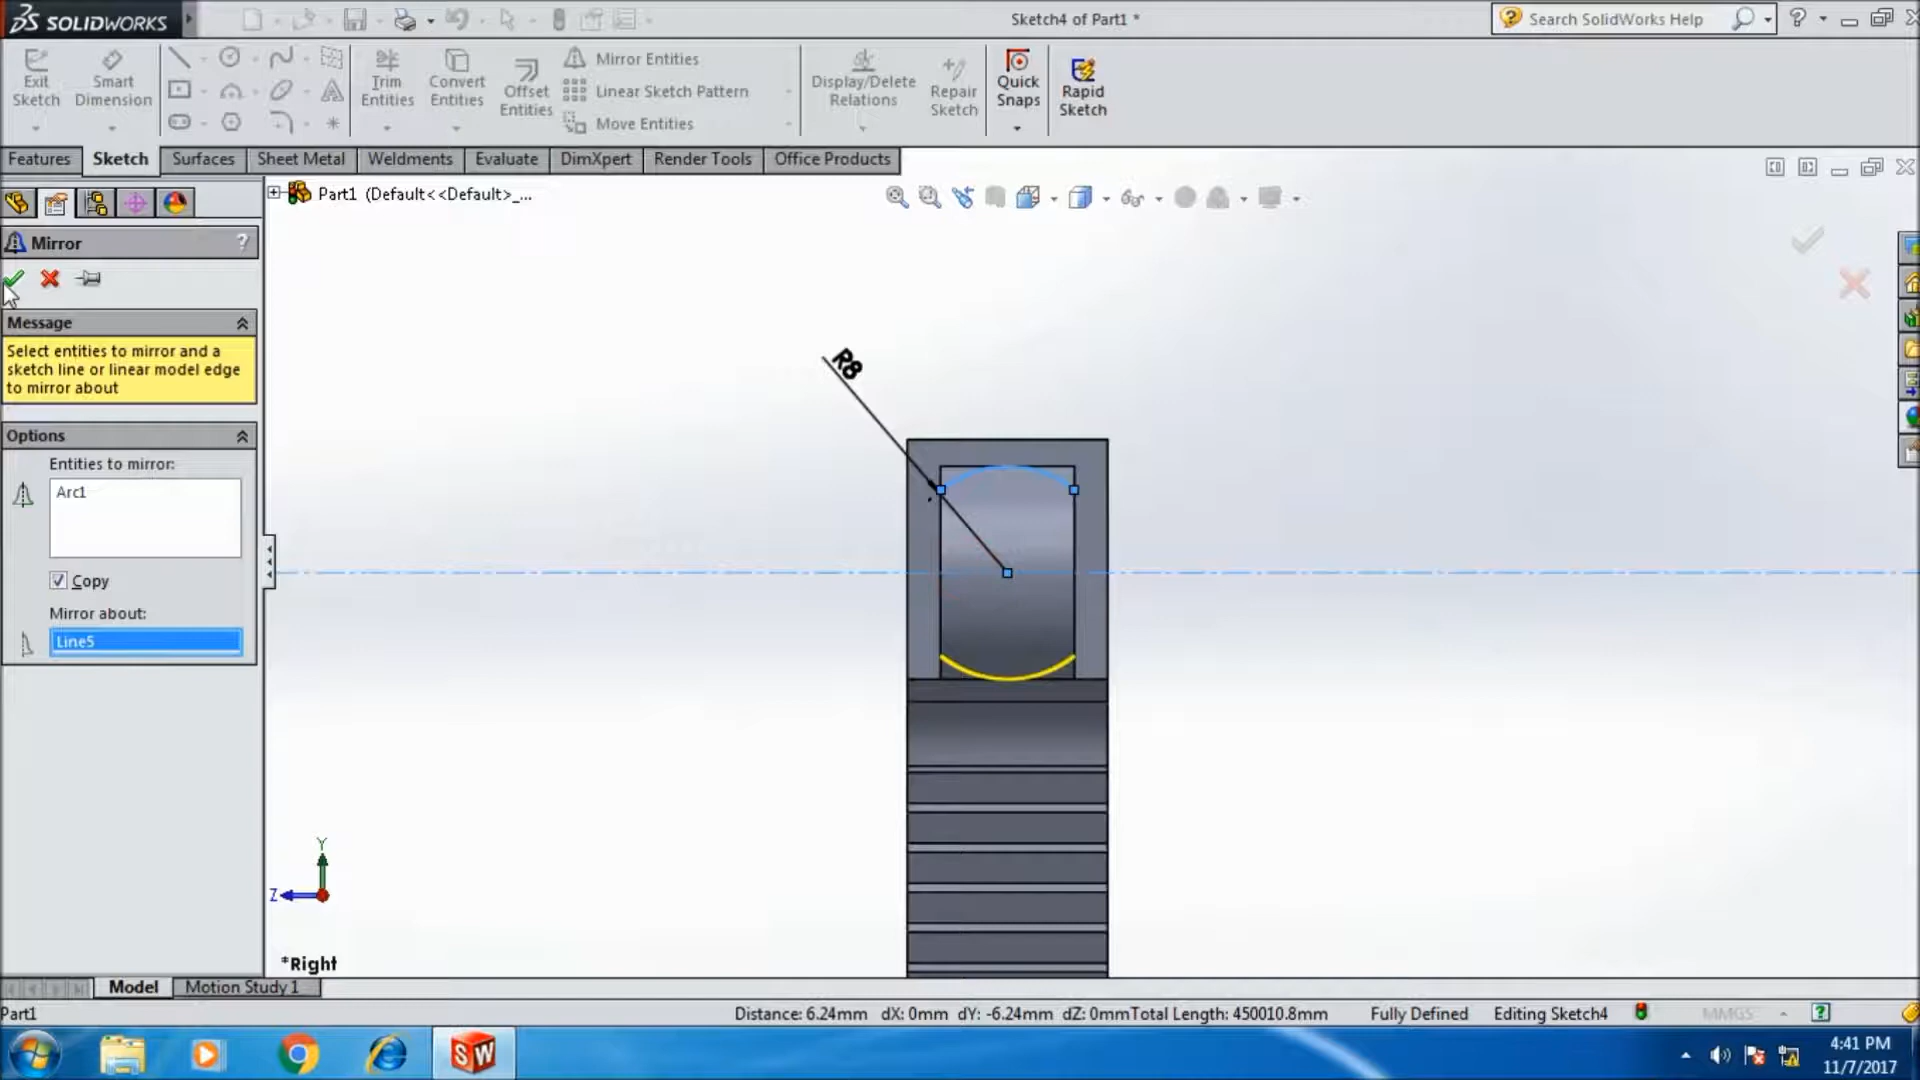 SOLIDWORKS
Sketch4 of Part1 *
Search SolidWorks Help
Exit Sketch
Smart Dimension
Trim Entities
Convert Entities
Offset Entities
Mirror Entities
Linear Sketch Pattern
Move Entities
Display/Delete Relations
Repair Sketch
Quick Snaps
Rapid Sketch
Features
Sketch
Surfaces
Sheet Metal
Weldments
Evaluate
DimXpert
Render Tools
Office Products
Part1 (Default<<Default>_...
Mirror
?
Message
Select entities to mirror and a
sketch line or linear model edge
to mirror about
Options
Entities to mirror:
Arc1
Copy
Mirror about:
Line5
R8
Y
Z
*Right
Model
Motion Study 1
Part1
Distance: 6.24mm dX: 0mm dY: -6.24mm dZ: 0mmTotal Length: 450010.8mm
Fully Defined
Editing Sketch4
MMGS
?
SW
4:41 PM
11/7/2017